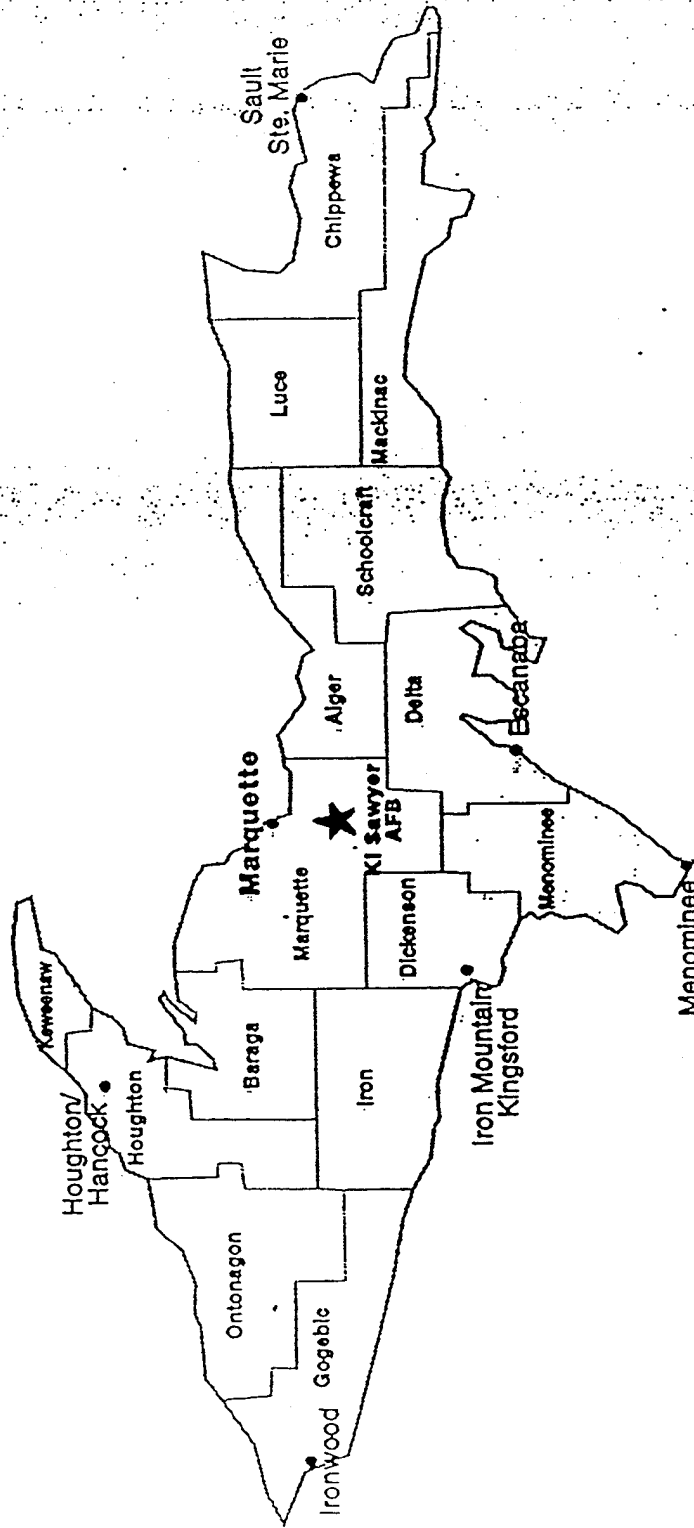 Keweenaw
Houghton/
Hancock
Houghton
Ontonagon
Gogebic
Ironwood
Baraga
Iron
Iron Mountain
Kingsford
Marquette
Marquette
KI Sawyer
AFB
Dickenson
Menominee
Menominee
Alger
Delta
Escanaba
Schoolcraft
Luce
Mackinac
Chippewa
Sault
Ste. Marie